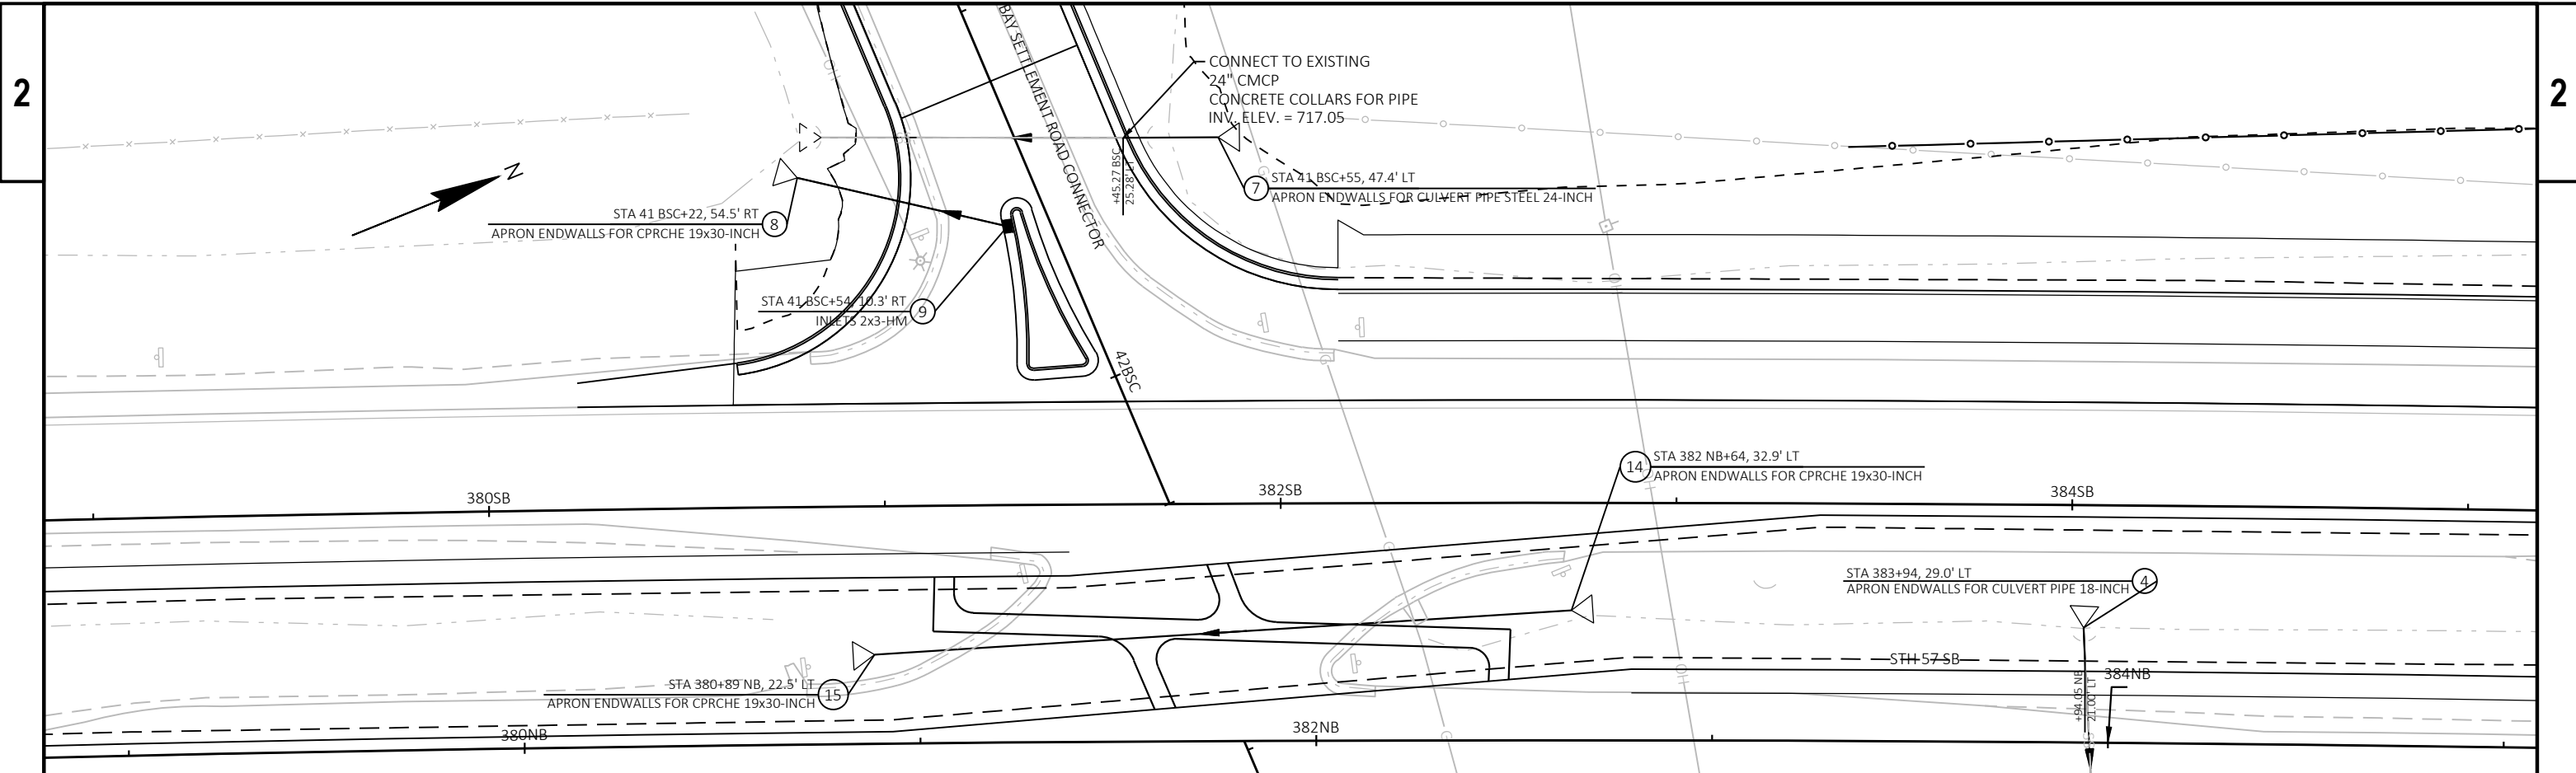 2
2
BAY SETTLEMENT ROAD CONNECTOR
CONNECT TO EXISTING
24" CMCP
CONCRETE COLLARS FOR PIPE
INV. ELEV. = 717.05
N
+45.27 BSC
25.28' LT
7
STA 41 BSC+55, 47.4' LT
APRON ENDWALLS FOR CULVERT PIPE STEEL 24-INCH
STA 41 BSC+22, 54.5' RT
8
APRON ENDWALLS FOR CPRCHE 19x30-INCH
STA 41 BSC+54, 10.3' RT
9
INLETS 2x3-HM
42BSC
14
STA 382 NB+64, 32.9' LT
APRON ENDWALLS FOR CPRCHE 19x30-INCH
380SB
382SB
384SB
STA 383+94, 29.0' LT
4
APRON ENDWALLS FOR CULVERT PIPE 18-INCH
STH 57 SB
STA 380+89 NB, 22.5' LT
15
APRON ENDWALLS FOR CPRCHE 19x30-INCH
+94.05 NB
21.00' LT
384NB
380NB
382NB